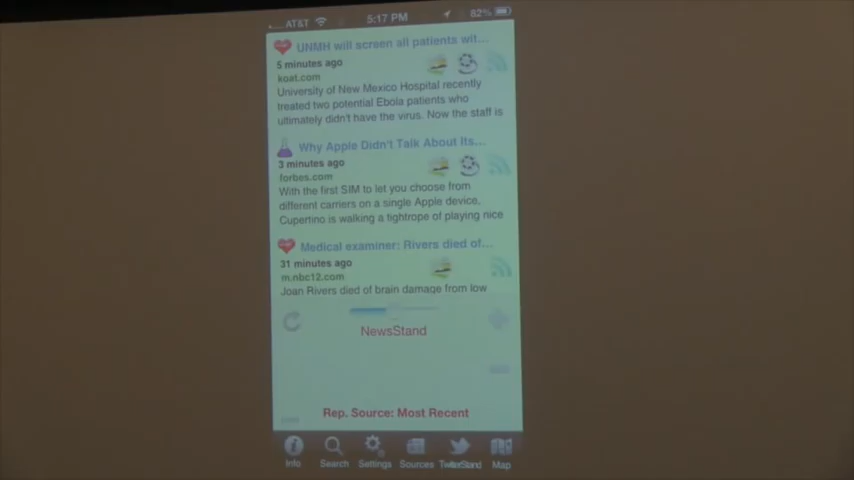 AT&T 5:17 PM 82%
UNMH will screen all patients wit...
5 minutes ago
koat.com
University of New Mexico Hospital recently
treated two potential Ebola patients who
ultimately didn't have the virus. Now the staff is
Why Apple Didn't Talk About Its...
3 minutes ago
forbes.com
With the first SIM to let you choose from
different carriers on a single Apple device,
Cupertino is walking a tightrope of playing nice
Medical examiner: Rivers died of...
31 minutes ago
m.nbc12.com
Joan Rivers died of brain damage from low
NewsStand
Rep. Source: Most Recent
Info Search Settings Sources TwitterStand Map